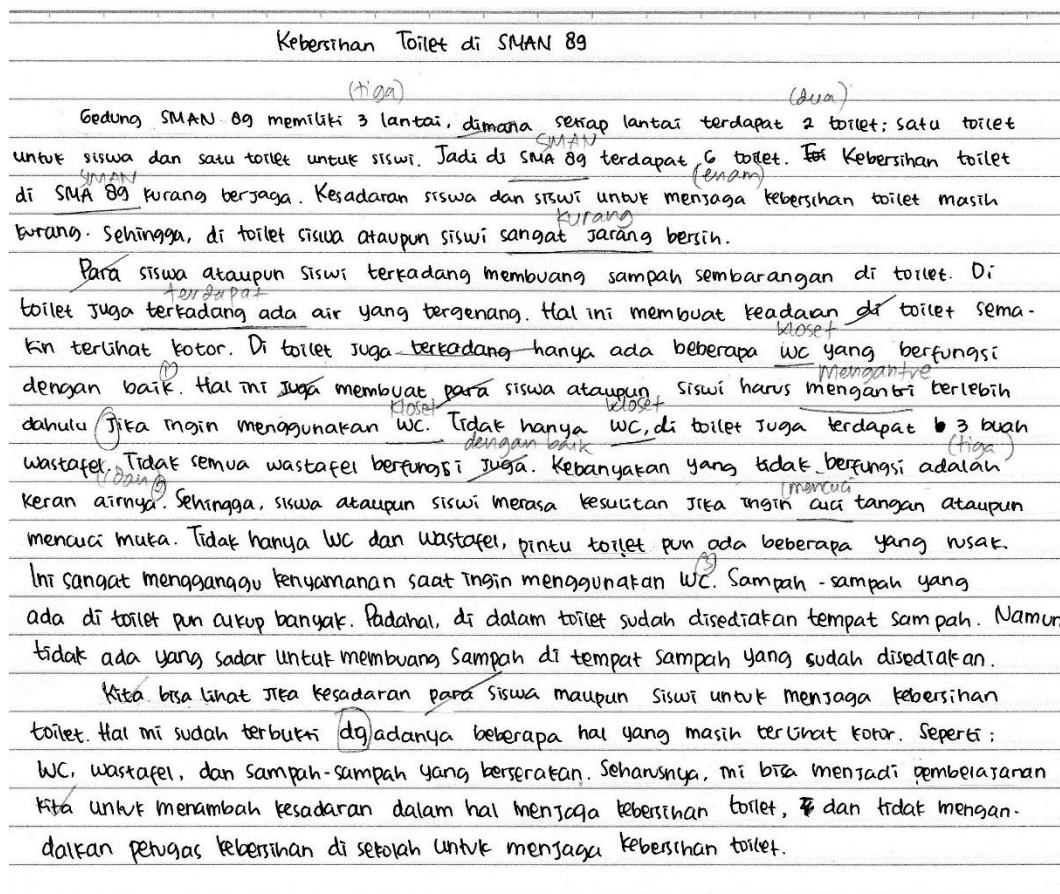 Kebersihan Toilet di SMAN 89
(tiga) (dua)
Gedung SMAN 89 memiliki 3 lantai, dimana setiap lantai terdapat 2 toilet; satu toilet
SMAN
untuk siswa dan satu toilet untuk siswi. Jadi di SMA 89 terdapat 6 toilet. Kebersihan toilet
SMAN (enam)
di SMA 89 kurang berjaga. Kesadaran siswa dan siswi untuk menjaga kebersihan toilet masih
kurang
kurang. Sehingga, di toilet siswa ataupun siswi sangat jarang bersih.
Para siswa ataupun siswi terkadang membuang sampah sembarangan di toilet. Di
terdapat
toilet juga terkadang ada air yang tergenang. Hal ini membuat keadaan di toilet sema-
kloset
kin terlihat kotor. Di toilet juga terkadang hanya ada beberapa wc yang berfungsi
(1) Mengantre
dengan baik. Hal ini juga membuat para siswa ataupun siswi harus mengantri terlebih
kloset kloset
dahulu jika ingin menggunakan WC. Tidak hanya WC, di toilet juga terdapat 3 buah
dengan baik (tiga)
wastafel. Tidak semua wastafel berfungsi juga. Kebanyakan yang tidak berfungsi adalah
(dan) (2) (mencuci
keran airnya. Sehingga, siswa ataupun siswi merasa kesulitan jika ingin cuci tangan ataupun
mencuci muka. Tidak hanya WC dan wastafel, pintu toilet pun ada beberapa yang rusak.
(3)
Ini sangat mengganggu kenyamanan saat ingin menggunakan WC. Sampah-sampah yang
ada di toilet pun cukup banyak. Padahal, di dalam toilet sudah disediakan tempat sampah. Namun
tidak ada yang sadar untuk membuang sampah di tempat sampah yang sudah disediakan.
Kita bisa lihat jika kesadaran para siswa maupun siswi untuk menjaga kebersihan
toilet. Hal ini sudah terbukti dg adanya beberapa hal yang masih terlihat kotor. Seperti:
WC, wastafel, dan sampah-sampah yang berserakan. Seharusnya, ini bisa menjadi pembelajaran
kita untuk menambah kesadaran dalam hal menjaga kebersihan toilet, dan tidak mengan-
dalkan petugas kebersihan di sekolah untuk menjaga kebersihan toilet.